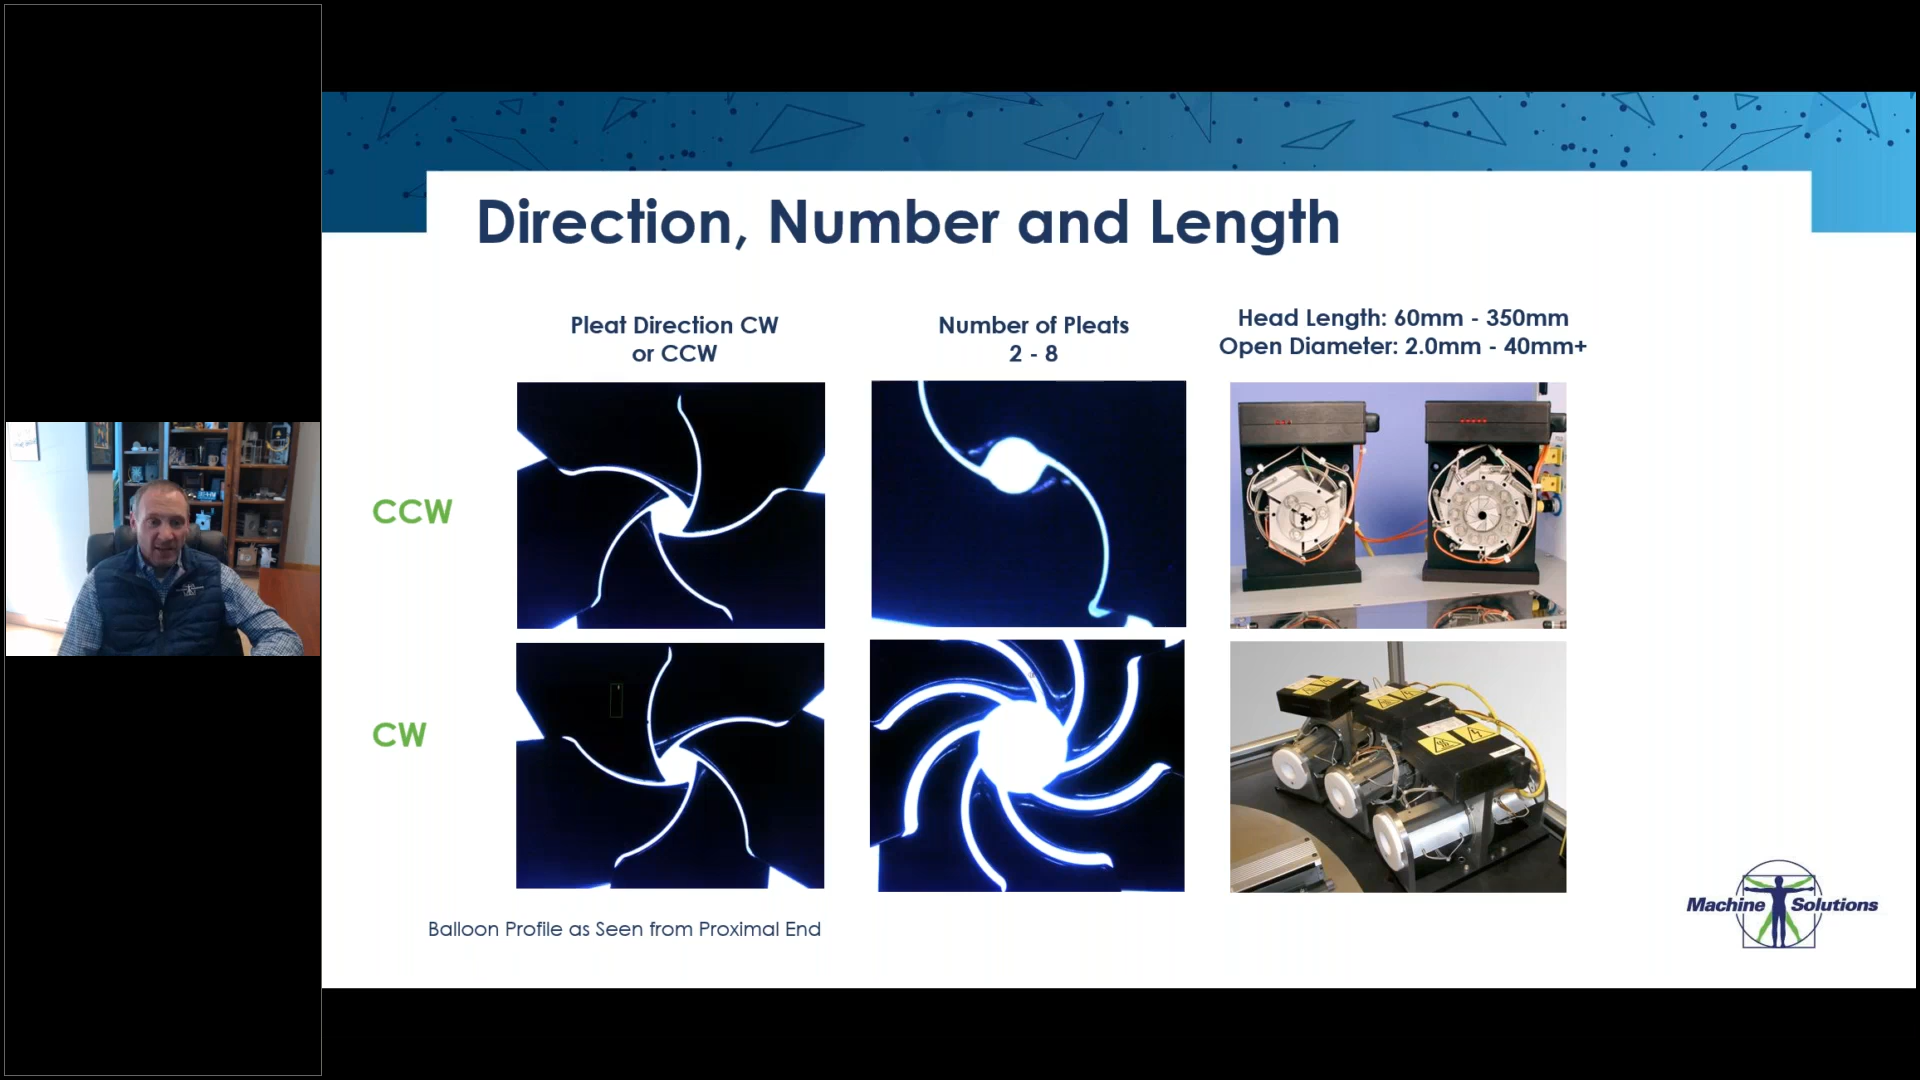 Direction, Number and Length
Pleat Direction CW
or CCW
Number of Pleats
2 - 8
Head Length: 60mm - 350mm
Open Diameter: 2.0mm - 40mm+
CCW
CW
Balloon Profile as Seen from Proximal End
Machine Solutions